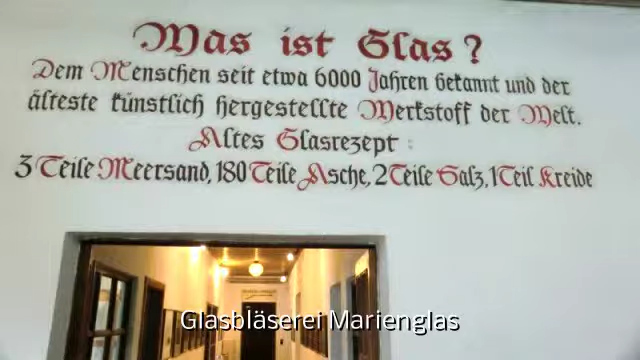 Was ist Glas?
Dem Menschen seit etwa 6000 Jahren bekannt und der
älteste künstlich hergestellte Werkstoff der Welt.
Altes Glasrezept:
3 Teile Meersand, 180 Teile Asche, 2 Teile Salz, 1 Teil Kreide
Glasbläserei Marienglas